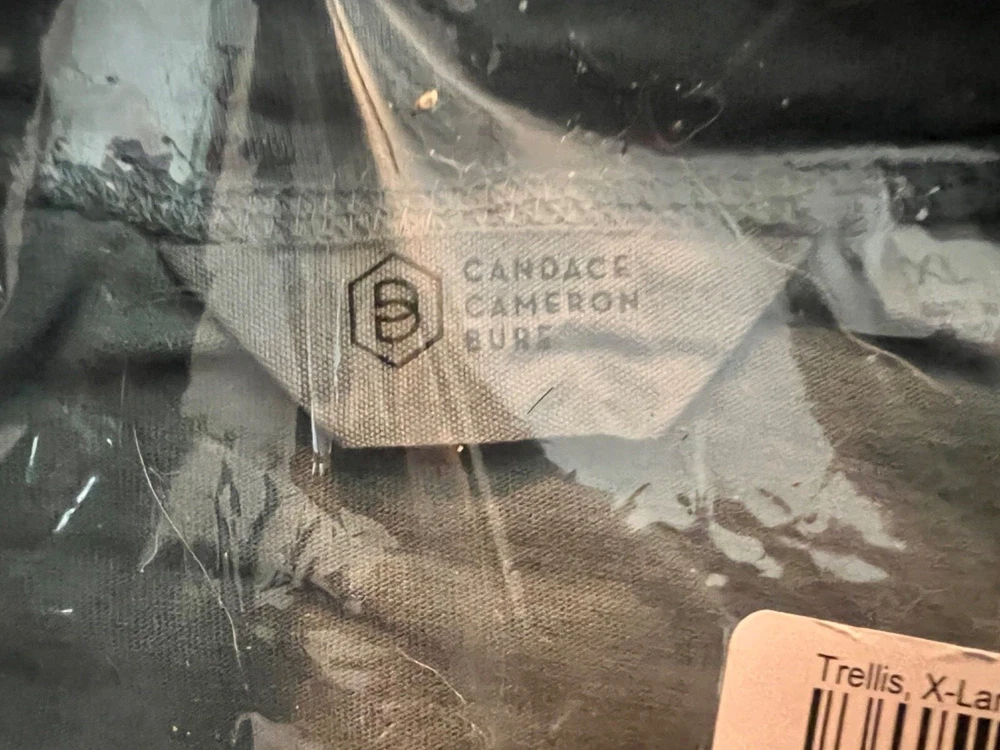 CANDACE
CAMERON
BURE
Trellis, X-Lar